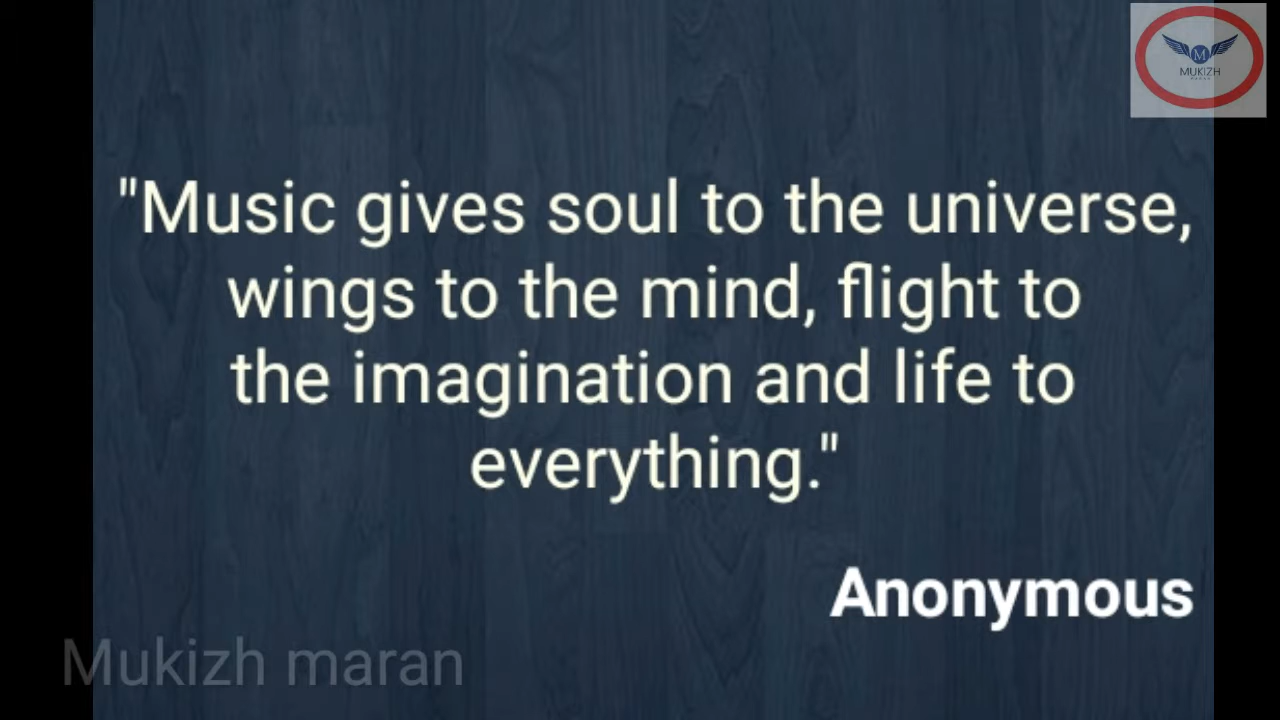 M
MUKIZH
"Music gives soul to the universe,
wings to the mind, flight to
the imagination and life to
everything."
Anonymous
Mukizh maran